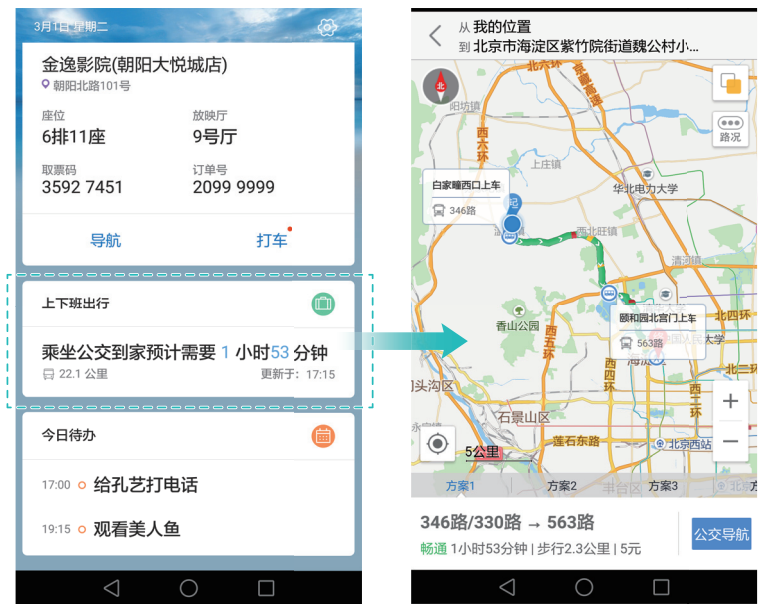 3月1日 星期二
金逸影院(朝阳大悦城店)
朝阳北路101号
座位 放映厅
6排11座 9号厅
取票码 订单号
3592 7451 2099 9999
导航 打车
上下班出行
乘坐公交到家预计需要 1 小时53 分钟
22.1 公里 更新于: 17:15
今日待办
17:00 给孔艺打电话
19:15 观看美人鱼
从 我的位置
到 北京市海淀区紫竹院街道魏公村小...
北
北六环
京藏高速
路况
阳坊镇
西六环
上庄镇
华北电力大学
白家疃西口上车
346路
起
西北旺镇
清河镇
颐和园北宫门上车
563路
北四环
大学
香山公园
西五环
西四环
北二环
石景山区
西三环
莲石东路
北京西站
5公里
丰台区
方案1 方案2 方案3
346路/330路 → 563路
畅通 1小时53分钟 | 步行2.3公里 | 5元
公交导航